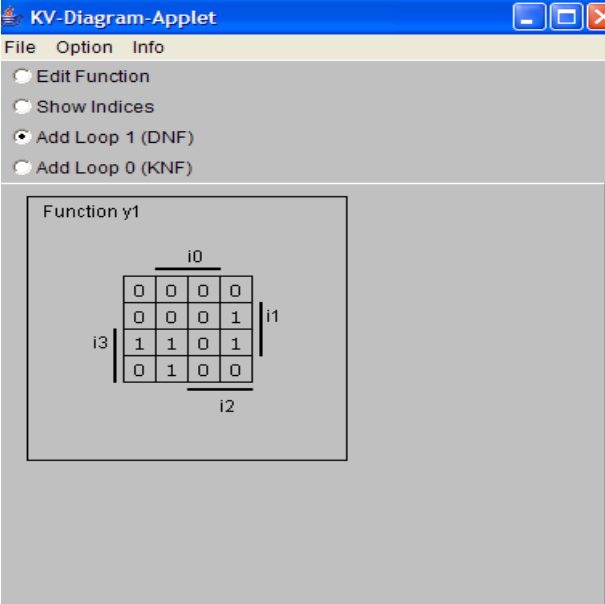 KV-Diagram-Applet
File Option Info
Edit Function
Show Indices
Add Loop 1 (DNF)
Add Loop 0 (KNF)
Function y1
i0
0 0 0 0
0 0 0 1 i1
i3 1 1 0 1
0 1 0 0
i2